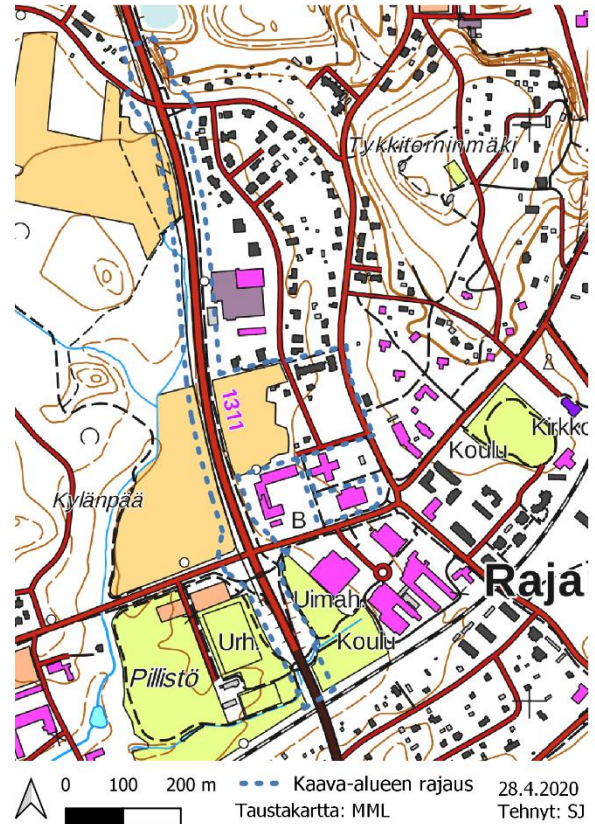 Tykkitorninmäki
1311
Kirkko
Koulu
Kylänpää
B
Raja
Uimah.
Urh.
Koulu
Pillistö
0 100 200 m
Kaava-alueen rajaus
28.4.2020
Taustakartta: MML
Tehnyt: SJ